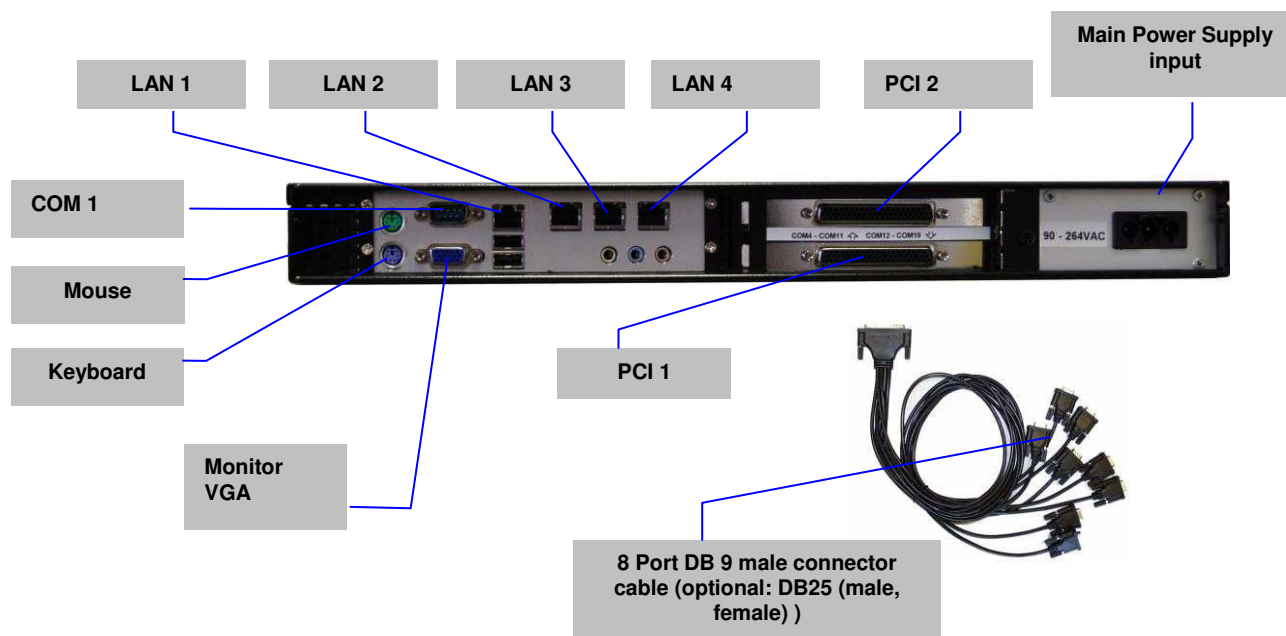 Main Power Supply
input
LAN 1
LAN 2
LAN 3
LAN 4
PCI 2
COM 1
COM4 - COM11
COM12 - COM19
90 - 264VAC
Mouse
Keyboard
PCI 1
Monitor
VGA
8 Port DB 9 male connector
cable (optional: DB25 (male,
female) )